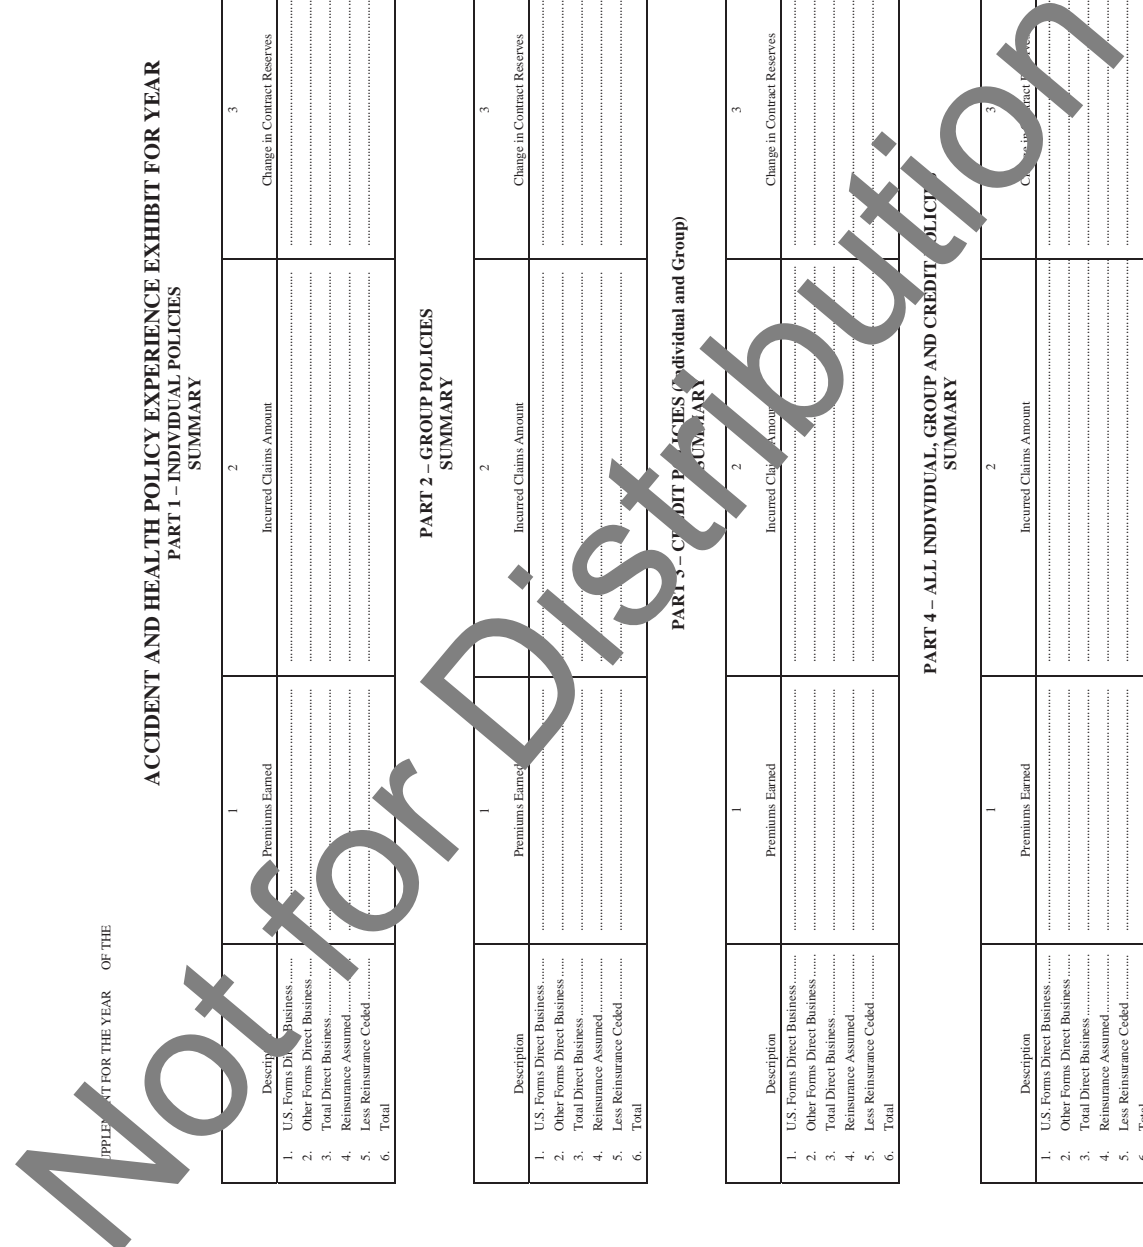 SUPPLEMENT FOR THE YEAR OF THE
ACCIDENT AND HEALTH POLICY EXPERIENCE EXHIBIT FOR YEAR
PART 1 – INDIVIDUAL POLICIES
SUMMARY
1 2 3
Description Premiums Earned Incurred Claims Amount Change in Contract Reserves
1. U.S. Forms Direct Business
2. Other Forms Direct Business
3. Total Direct Business
4. Reinsurance Assumed
5. Less Reinsurance Ceded
6. Total
PART 2 – GROUP POLICIES
SUMMARY
1 2 3
Description Premiums Earned Incurred Claims Amount Change in Contract Reserves
1. U.S. Forms Direct Business
2. Other Forms Direct Business
3. Total Direct Business
4. Reinsurance Assumed
5. Less Reinsurance Ceded
6. Total
PART 3 – CREDIT POLICIES (Individual and Group)
SUMMARY
1 2 3
Description Premiums Earned Incurred Claims Amount Change in Contract Reserves
1. U.S. Forms Direct Business
2. Other Forms Direct Business
3. Total Direct Business
4. Reinsurance Assumed
5. Less Reinsurance Ceded
6. Total
PART 4 – ALL INDIVIDUAL, GROUP AND CREDIT POLICIES
SUMMARY
1 2 3
Description Premiums Earned Incurred Claims Amount Change in Contract Reserves
1. U.S. Forms Direct Business
2. Other Forms Direct Business
3. Total Direct Business
4. Reinsurance Assumed
5. Less Reinsurance Ceded
6. Total
Not for Distribution